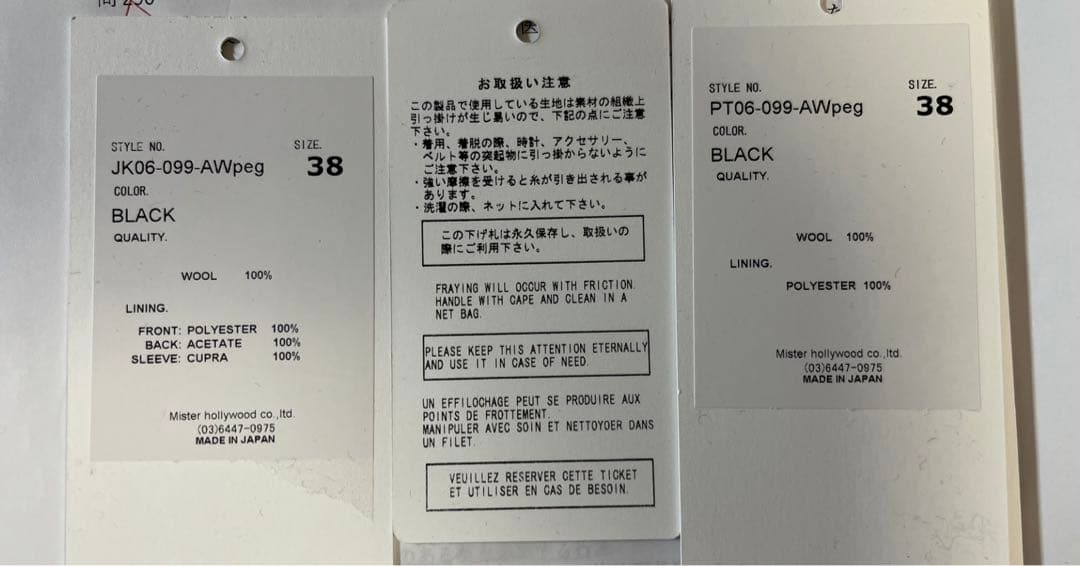 STYLE NO. SIZE.
JK06-099-AWpeg 38
COLOR.
BLACK
QUALITY.
WOOL 100%
LINING.
FRONT: POLYESTER 100%
BACK: ACETATE 100%
SLEEVE: CUPRA 100%
Mister hollywood co.,ltd.
(03)6447-0975
MADE IN JAPAN
お取扱い注意
この製品で使用している生地は素材の組織上
引っ掛けが生じ易いので、下記の点にご注意
下さい。
・着用、着脱の際、時計、アクセサリー、
ベルト等の突起物に引っ掛からないように
ご注意下さい。
・強い摩擦を受けると糸が引き出される事が
あります。
・洗濯の際、ネットに入れて下さい。
この下げ札は永久保存し、取扱いの
際にご利用下さい。
FRAYING WILL OCCUR WITH FRICTION.
HANDLE WITH CAPE AND CLEAN IN A
NET BAG.
PLEASE KEEP THIS ATTENTION ETERNALLY
AND USE IT IN CASE OF NEED.
UN EFFILOCHAGE PEUT SE PRODUIRE AUX
POINTS DE FROTTEMENT.
MANIPULER AVEC SOIN ET NETTOYER DANS
UN FILET.
VEUILLEZ RESERVER CETTE TICKET
ET UTILISER EN CAS DE BESOIN.
STYLE NO. SIZE.
PT06-099-AWpeg 38
COLOR.
BLACK
QUALITY.
WOOL 100%
LINING.
POLYESTER 100%
Mister hollywood co.,ltd.
(03)6447-0975
MADE IN JAPAN